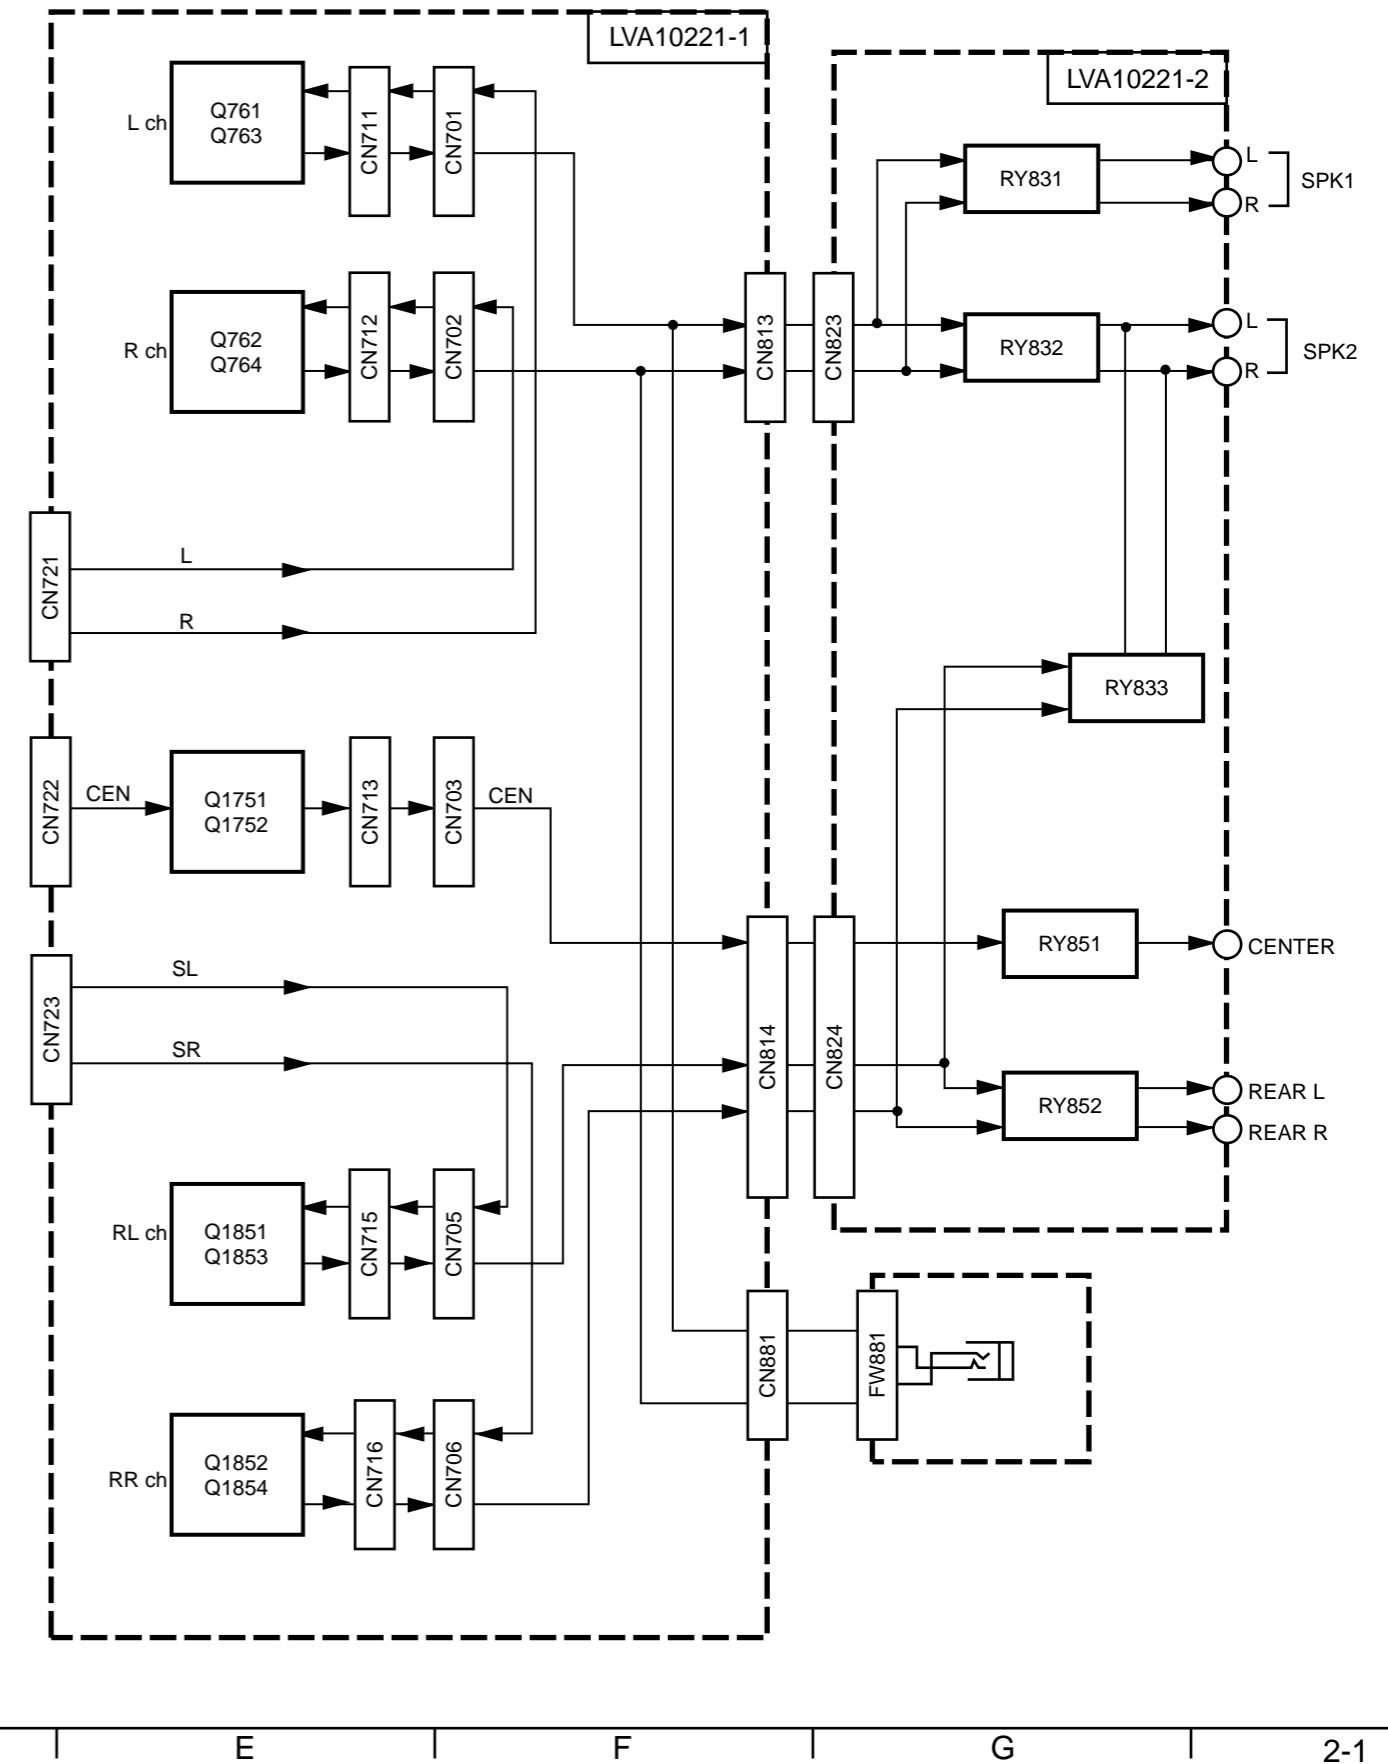 LVA10221-1
LVA10221-2
L ch
Q761
Q763
CN711
CN701
RY831
L
R
SPK1
R ch
Q762
Q764
CN712
CN702
CN813
CN823
RY832
L
R
SPK2
CN721
L
R
RY833
CN722
CEN
Q1751
Q1752
CN713
CN703
CEN
RY851
CENTER
CN723
SL
SR
CN814
CN824
RY852
REAR L
REAR R
RL ch
Q1851
Q1853
CN715
CN705
CN881
FW881
RR ch
Q1852
Q1854
CN716
CN706
E
F
G
2-1